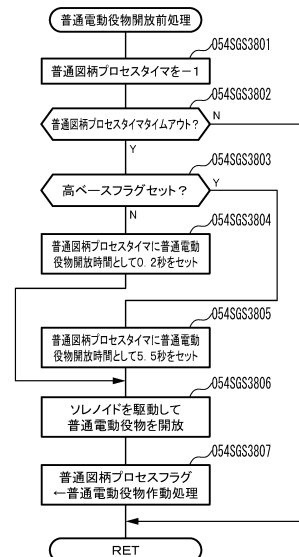 普通電動役物開放前処理
054SGS3801
普通図柄プロセスタイマを－１
054SGS3802
普通図柄プロセスタイマタイムアウト？
N
Y
054SGS3803
高ベースフラグセット？
Y
N
054SGS3804
普通図柄プロセスタイマに普通電動
役物開放時間として0．2秒をセット
054SGS3805
普通図柄プロセスタイマに普通電動
役物開放時間として5．5秒をセット
054SGS3806
ソレノイドを駆動して
普通電動役物を開放
054SGS3807
普通図柄プロセスフラグ
←普通電動役物作動処理
RET